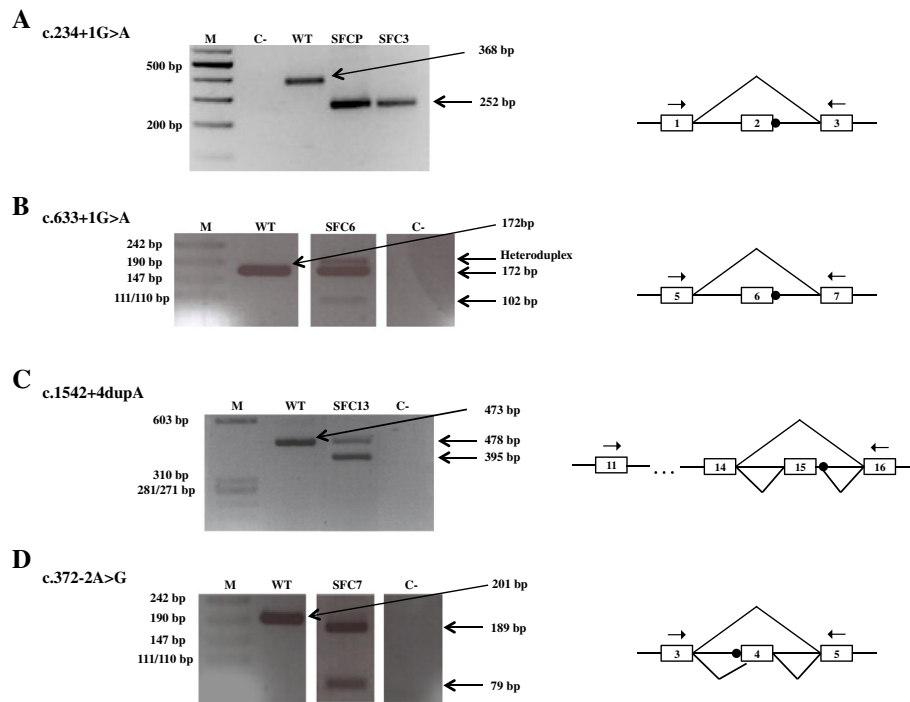 A
c.234+1G>A
M C- WT SFCP SFC3
368 bp
500 bp
252 bp
200 bp
1 2 3
B
c.633+1G>A
M WT SFC6 C-
172bp
242 bp
190 bp
147 bp
111/110 bp
Heteroduplex
172 bp
102 bp
5 6 7
C
c.1542+4dupA
M WT SFC13 C-
473 bp
603 bp
478 bp
395 bp
310 bp
281/271 bp
11 ... 14 15 16
D
c.372-2A>G
M WT SFC7 C-
201 bp
242 bp
190 bp
147 bp
111/110 bp
189 bp
79 bp
3 4 5